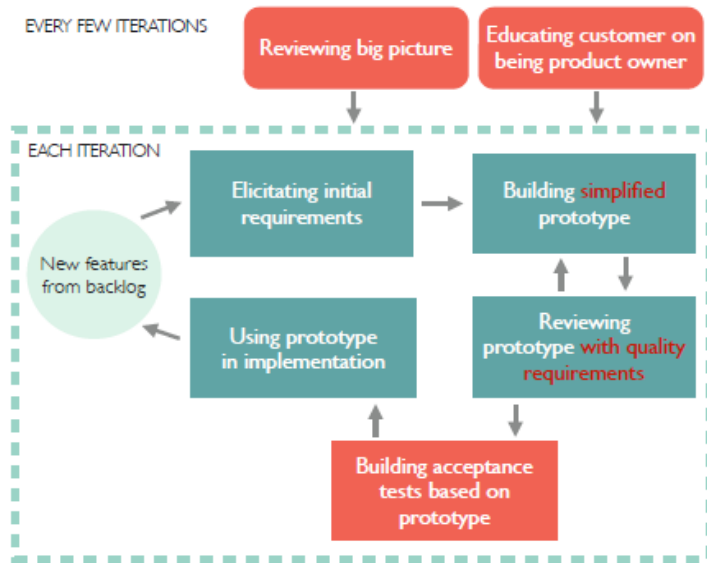 EVERY FEW ITERATIONS
Reviewing big picture
Educating customer on
being product owner
EACH ITERATION
Elicitating initial
requirements
Building simplified
prototype
New features
from backlog
Using prototype
in implementation
Reviewing
prototype with quality
requirements
Building acceptance
tests based on
prototype